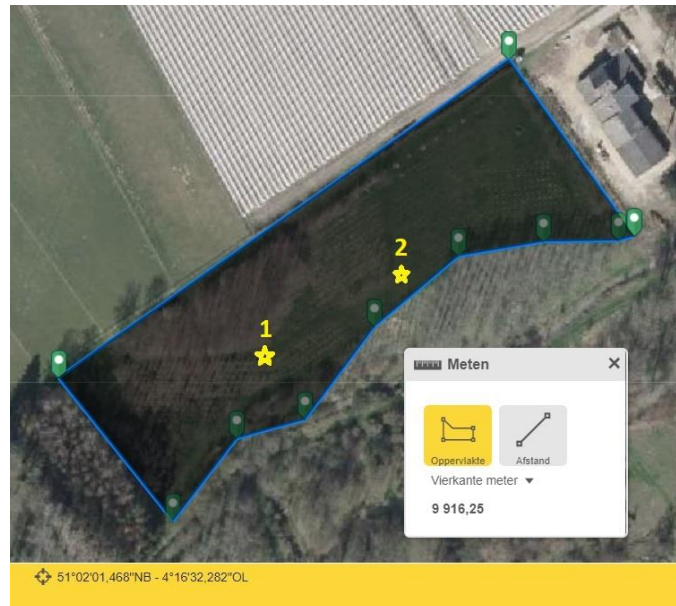 2
1
Meten
Oppervlakte Afstand
Vierkante meter
9 916,25
51°02'01,468"NB - 4°16'32,282"OL